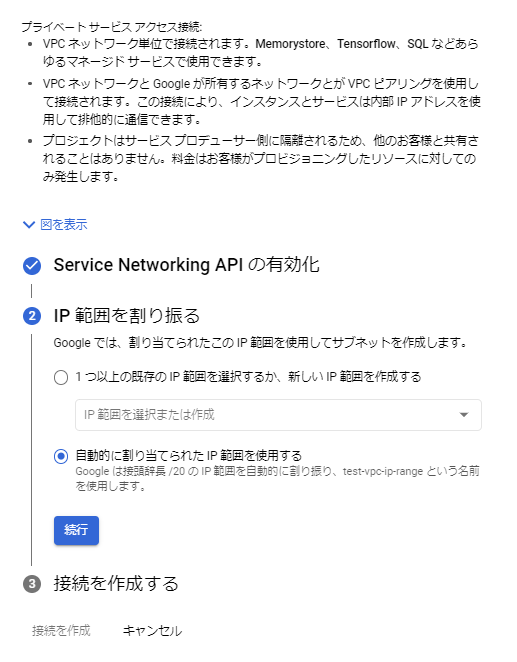 プライベート サービス アクセス接続:
• VPC ネットワーク単位で接続されます。Memorystore、Tensorflow、SQL などあら
ゆるマネージド サービスで使用できます。
• VPC ネットワークと Google が所有するネットワークとが VPC ピアリングを使用し
て接続されます。この接続により、インスタンスとサービスは内部 IP アドレスを使
用して排他的に通信できます。
• プロジェクトはサービス プロデューサー側に隔離されるため、他のお客様と共有さ
れることはありません。料金はお客様がプロビジョニングしたリソースに対しての
み発生します。
図を表示
Service Networking API の有効化
2 IP 範囲を割り振る
Google では、割り当てられたこの IP 範囲を使用してサブネットを作成します。
1 つ以上の既存の IP 範囲を選択するか、新しい IP 範囲を作成する
IP 範囲を選択または作成
自動的に割り当てられた IP 範囲を使用する
Google は接頭辞長 /20 の IP 範囲を自動的に割り振り、test-vpc-ip-range という名前
を使用します。
続行
3 接続を作成する
接続を作成 キャンセル